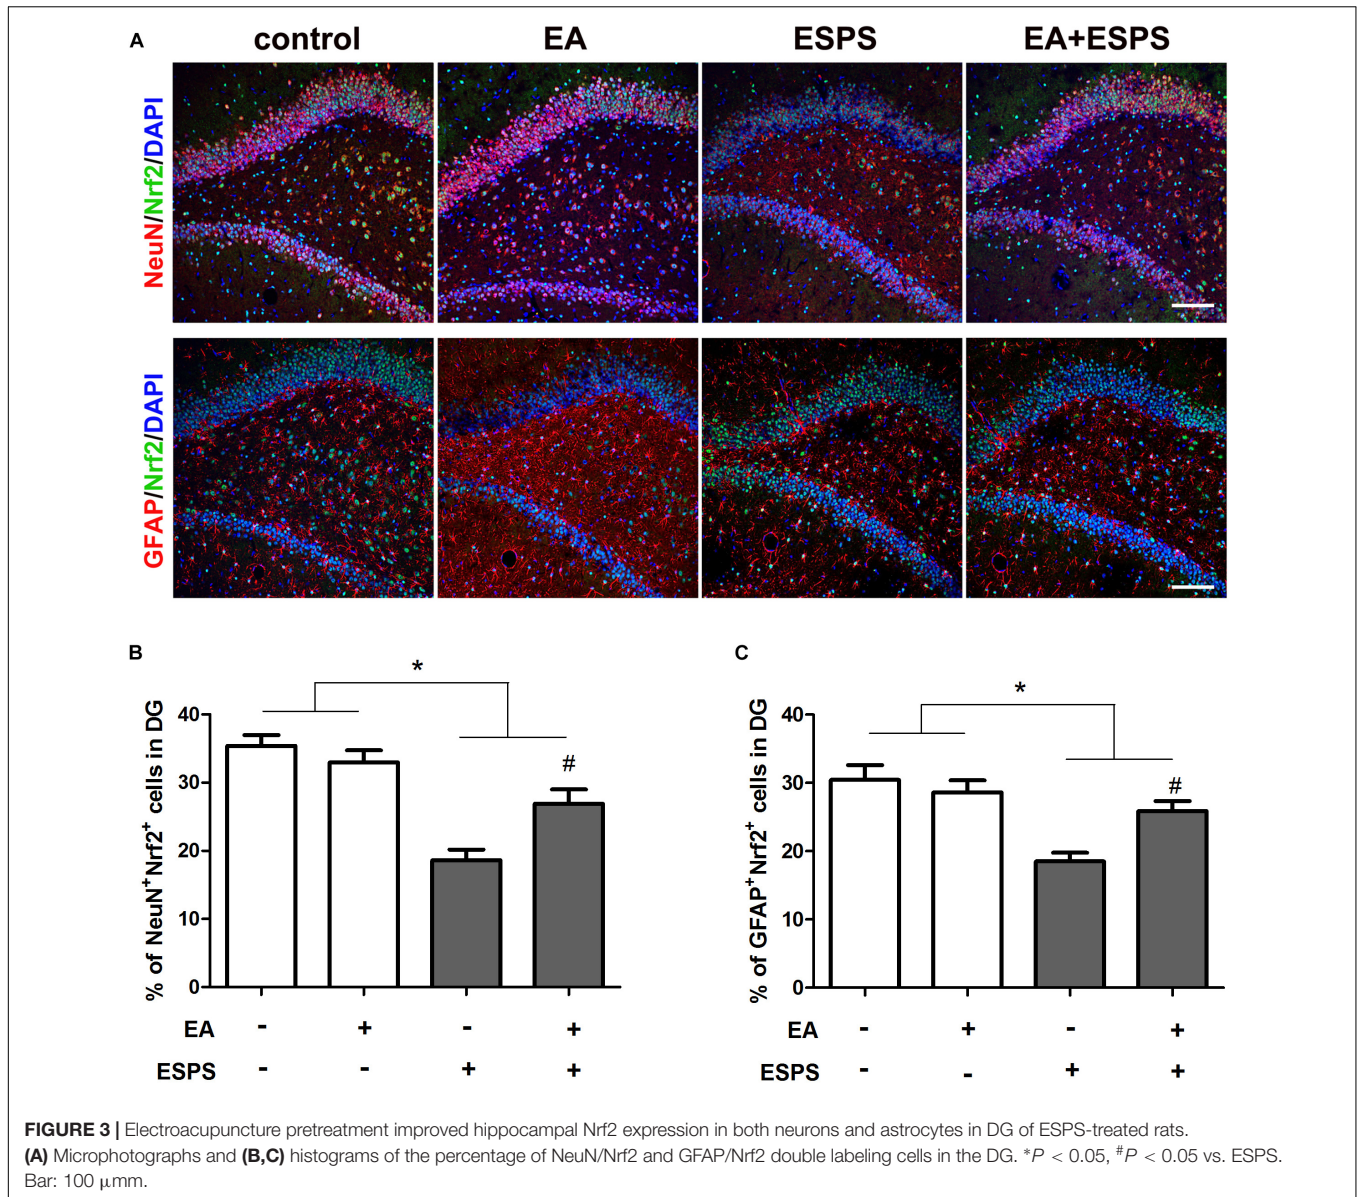 A
control EA ESPS EA+ESPS
NeuN/Nrf2/DAPI
GFAP/Nrf2/DAPI
B
*
#
% of NeuN⁺Nrf2⁺ cells in DG
40
30
20
10
0
EA - + - +
ESPS - - + +
C
*
#
% of GFAP⁺Nrf2⁺ cells in DG
40
30
20
10
0
EA - + - +
ESPS - - + +
FIGURE 3 | Electroacupuncture pretreatment improved hippocampal Nrf2 expression in both neurons and astrocytes in DG of ESPS-treated rats.
(A) Microphotographs and (B,C) histograms of the percentage of NeuN/Nrf2 and GFAP/Nrf2 double labeling cells in the DG. *P < 0.05, #P < 0.05 vs. ESPS.
Bar: 100 μmm.